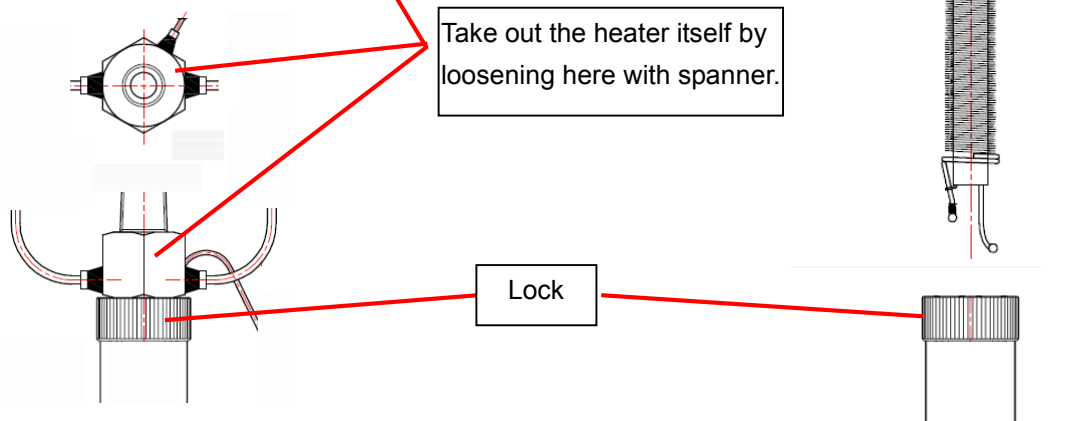 Take out the heater itself by
loosening here with spanner.
Lock